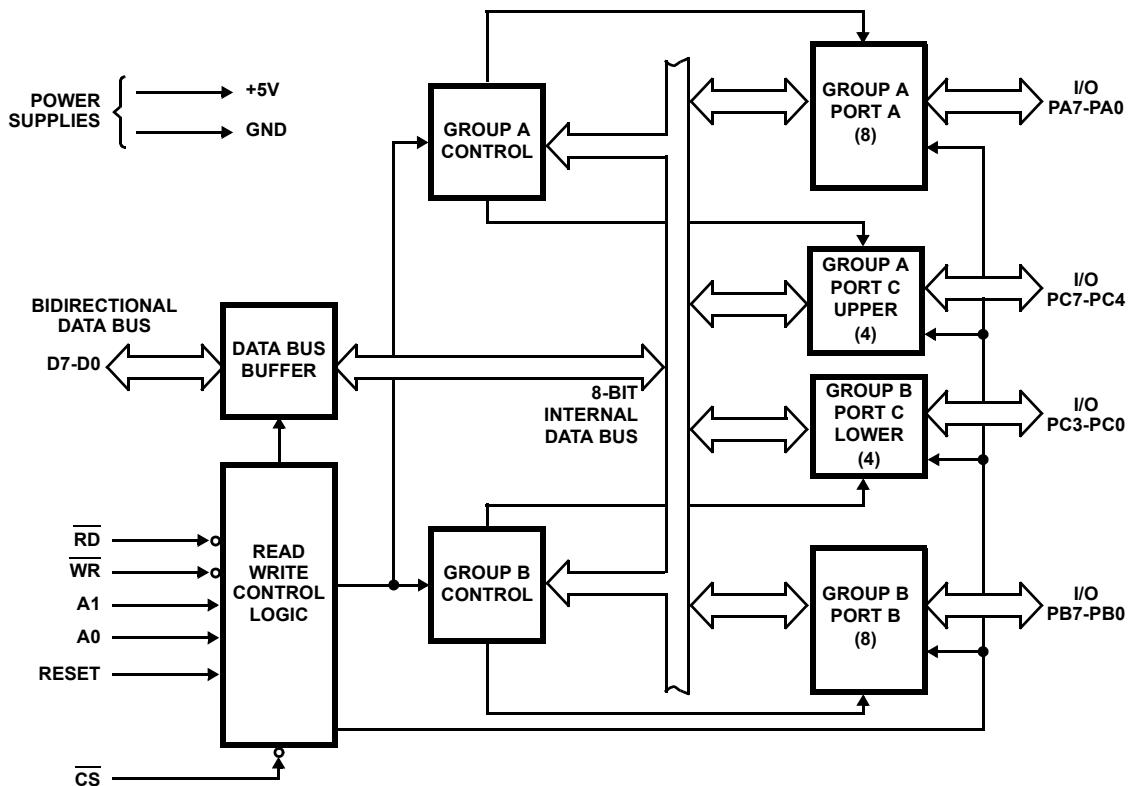 POWER
SUPPLIES
+5V
GND
GROUP A
CONTROL
GROUP A
PORT A
(8)
I/O
PA7-PA0
GROUP A
PORT C
UPPER
(4)
I/O
PC7-PC4
BIDIRECTIONAL
DATA BUS
D7-D0
DATA BUS
BUFFER
8-BIT
INTERNAL
DATA BUS
GROUP B
PORT C
LOWER
(4)
I/O
PC3-PC0
RD
WR
A1
A0
RESET
CS
READ
WRITE
CONTROL
LOGIC
GROUP B
CONTROL
GROUP B
PORT B
(8)
I/O
PB7-PB0